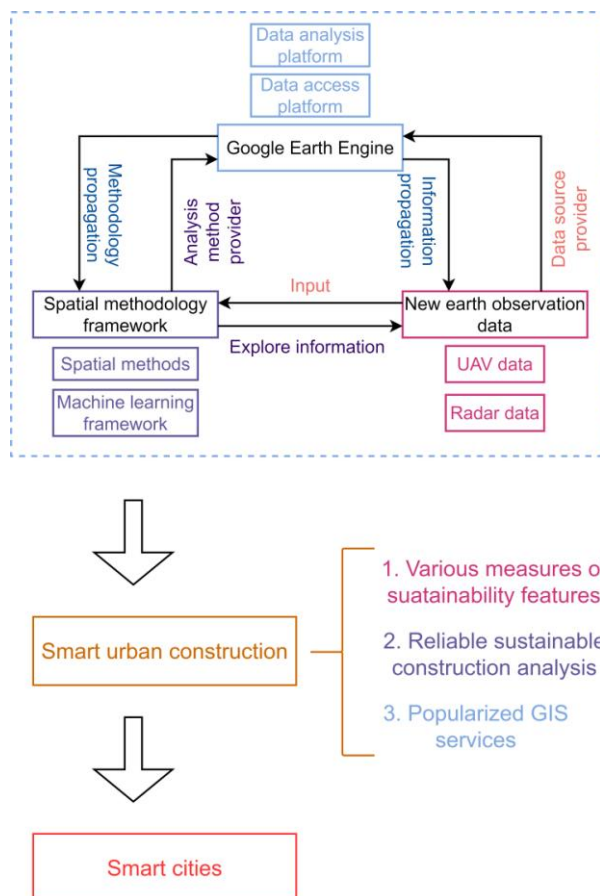 Data analysis
platform
Data access
platform
Google Earth Engine
Methodology
propagation
Analysis
method
provider
Information
propagation
Data source
provider
Input
Spatial methodology
framework
New earth observation
data
Explore information
Spatial methods
UAV data
Machine learning
framework
Radar data
1. Various measures o
suatainability features
Smart urban construction
2. Reliable sustainable
construction analysis
3. Popularized GIS
services
Smart cities